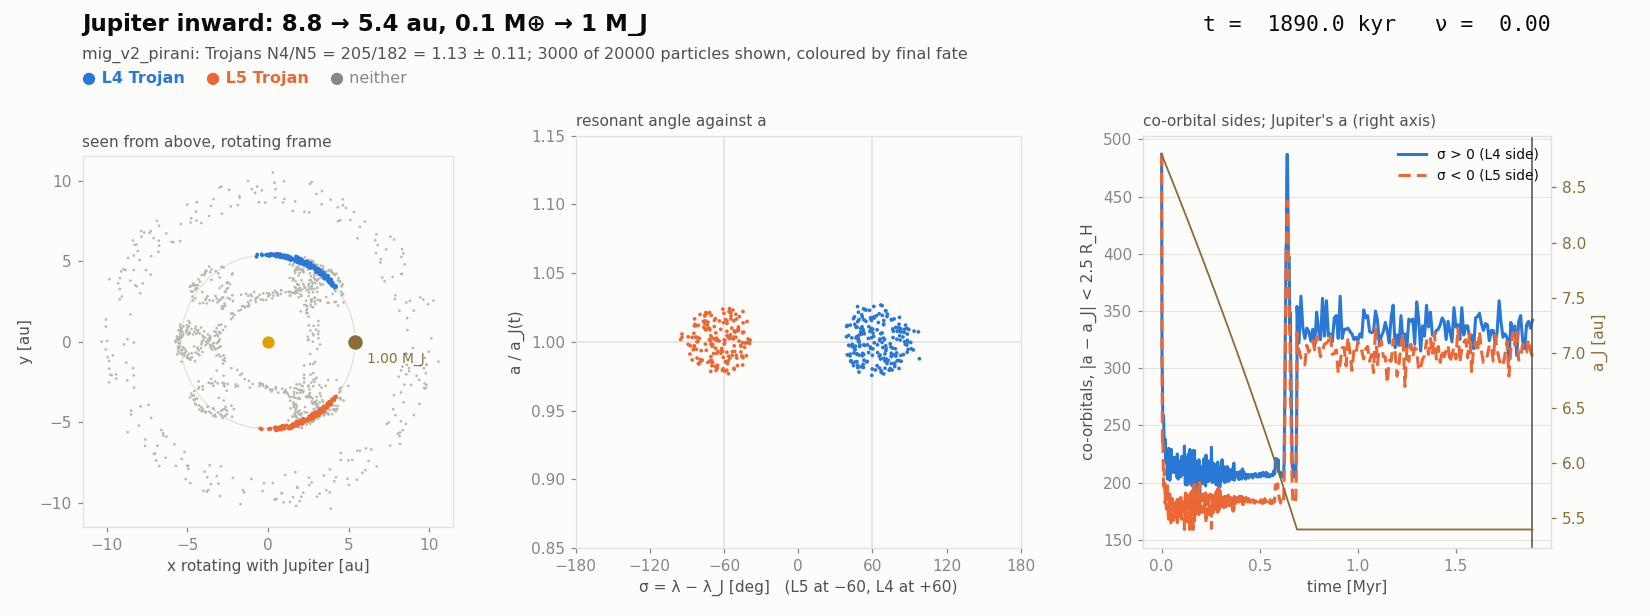 Jupiter inward: 8.8 → 5.4 au, 0.1 M⊕ → 1 M_J
t =  1890.0 kyr   ν =  0.00
mig_v2_pirani: Trojans N4/N5 = 205/182 = 1.13 ± 0.11; 3000 of 20000 particles shown, coloured by final fate
L4 Trojan   L5 Trojan   neither
seen from above, rotating frame
10
5
0
−5
−10
y [au]
1.00 M_J
−10 −5 0 5 10
x rotating with Jupiter [au]
resonant angle against a
1.15
1.10
1.05
1.00
0.95
0.90
0.85
a / a_J(t)
−180 −120 −60 0 60 120 180
σ = λ − λ_J [deg]   (L5 at −60, L4 at +60)
co-orbital sides; Jupiter's a (right axis)
σ > 0 (L4 side)
σ < 0 (L5 side)
500
450
400
350
300
250
200
150
co-orbitals, |a − a_J| < 2.5 R_H
8.5
8.0
7.5
7.0
6.5
6.0
5.5
a_J [au]
0.0 0.5 1.0 1.5
time [Myr]